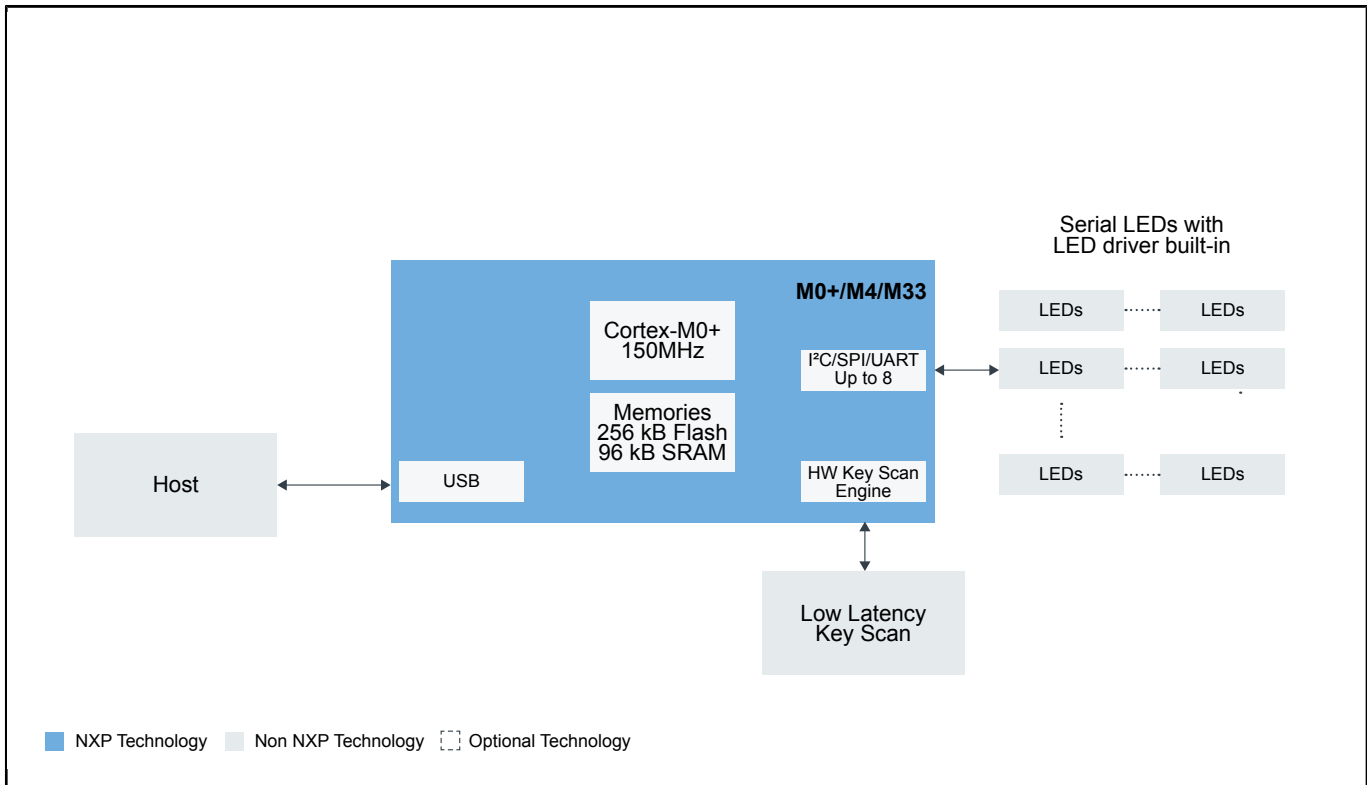 Serial LEDs with
LED driver built-in
M0+/M4/M33
Cortex-M0+
150MHz
I²C/SPI/UART
Up to 8
Memories
256 kB Flash
96 kB SRAM
USB
HW Key Scan
Engine
Host
LEDs
LEDs
LEDs
LEDs
LEDs
LEDs
Low Latency
Key Scan
NXP Technology
Non NXP Technology
Optional Technology